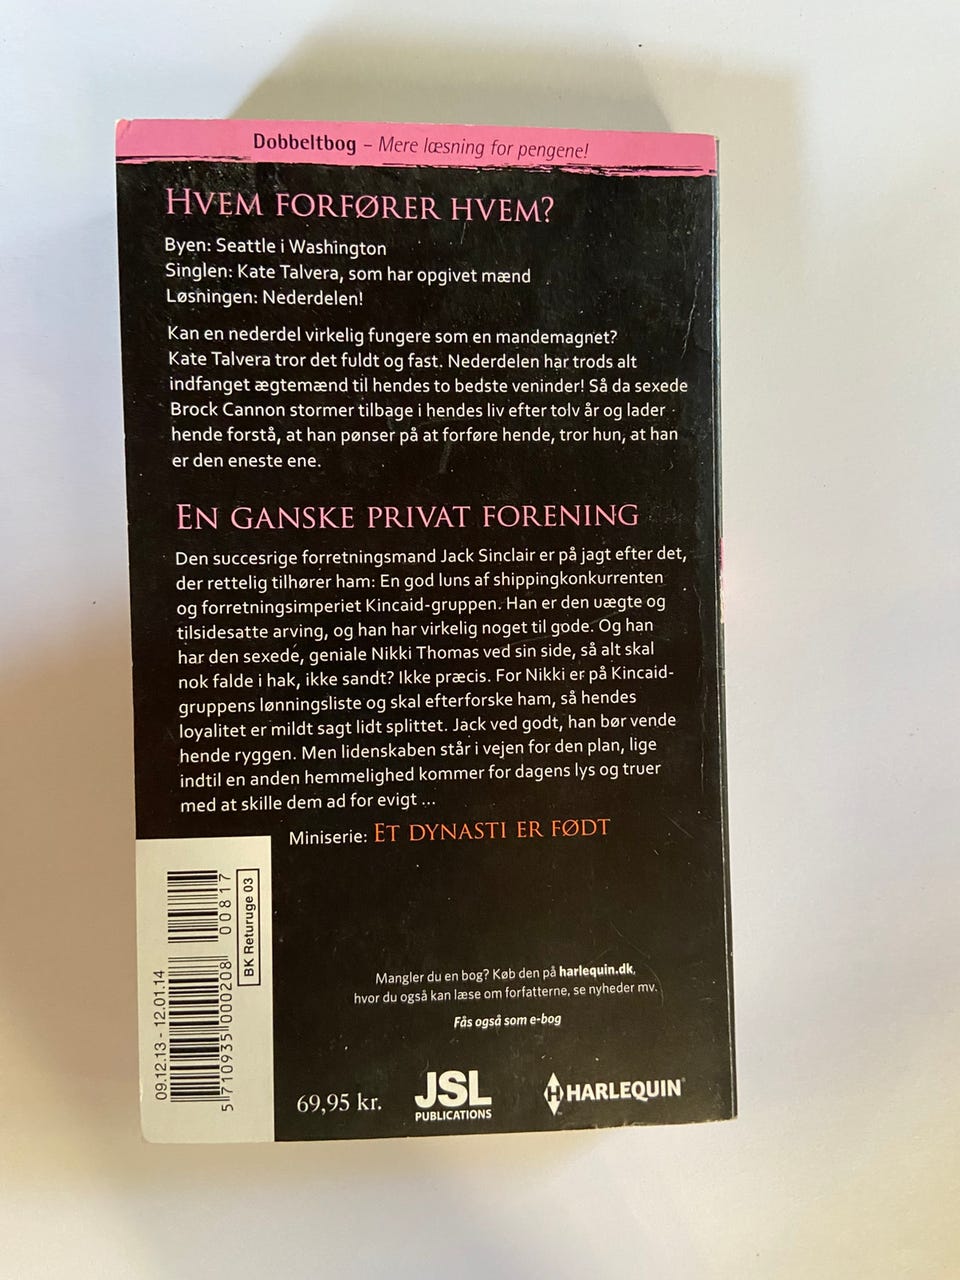 Dobbeltbog – Mere læsning for pengene!
HVEM FORFØRER HVEM?
Byen: Seattle i Washington
Singlen: Kate Talvera, som har opgivet mænd
Løsningen: Nederdelen!
Kan en nederdel virkelig fungere som en mandemagnet?
Kate Talvera tror det fuldt og fast. Nederdelen har trods alt
indfanget ægtemænd til hendes to bedste veninder! Så da sexede
Brock Cannon stormer tilbage i hendes liv efter tolv år og lader
hende forstå, at han pønser på at forføre hende, tror hun, at han
er den eneste ene.
EN GANSKE PRIVAT FORENING
Den succesrige forretningsmand Jack Sinclair er på jagt efter det,
der rettelig tilhører ham: En god luns af shippingkonkurrenten
og forretningsimperiet Kincaid-gruppen. Han er den uægte og
tilsidesatte arving, og han har virkelig noget til gode. Og han
har den sexede, geniale Nikki Thomas ved sin side, så alt skal
nok falde i hak, ikke sandt? Ikke præcis. For Nikki er på Kincaid-
gruppens lønningsliste og skal efterforske ham, så hendes
loyalitet er mildt sagt lidt splittet. Jack ved godt, han bør vende
hende ryggen. Men lidenskaben står i vejen for den plan, lige
indtil en anden hemmelighed kommer for dagens lys og truer
med at skille dem ad for evigt ...
Miniserie: ET DYNASTI ER FØDT
09.12.13 - 12.01.14
5 710935 000208 00817
BK Returuge 03
Mangler du en bog? Køb den på harlequin.dk,
hvor du også kan læse om forfatterne, se nyheder mv.
Fås også som e-bog
69,95 kr.
JSL
PUBLICATIONS
H HARLEQUIN